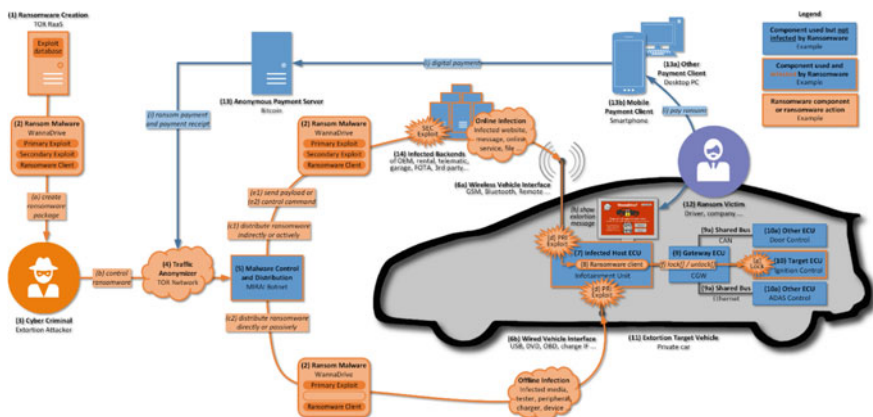 (1) Ransomware Creation
TOR RaaS
Exploit
database
(2) Ransom Malware
WannaDrive
Primary Exploit
Secondary Exploit
Ransomware Client
(a) create
ransomware
package
(3) Cyber Criminal
Extortion Attacker
(b) control
ransomware
(4) Traffic
Anonymizer
TOR Network
(i) ransom payment
and payment receipt
(13) Anonymous Payment Server
Bitcoin
(i) digital payment
(5) Malware Control
and Distribution
MIRAI Botnet
(e1) send payload or
(e2) control command
(c1) distribute ransomware
indirectly or actively
(c2) distribute ransomware
directly or passively
(2) Ransom Malware
WannaDrive
Primary Exploit
Secondary Exploit
Ransomware Client
(2) Ransom Malware
WannaDrive
Primary Exploit
Ransomware Client
SEC
Exploit
(14) Infected Backends
of OEM, rental, telematic,
garage, FOTA, 3rd party...
Online Infection
Infected website,
message, online
service, file ...
(6a) Wireless Vehicle Interface
GSM, Bluetooth, Remote ...
(d) PRI
Exploit
(h) show
extortion
message
(7) Infected Host ECU
(8) Ransomware client
Infotainment Unit
(d) PRI
Exploit
(f) lock() / unlock()
(9) Gateway ECU
CGW
(9a) Shared Bus
CAN
(9a) Shared Bus
Ethernet
(10a) Other ECU
Door Control
(g)
Lock
(10) Target ECU
Ignition Control
(10a) Other ECU
ADAS Control
(6b) Wired Vehicle Interface
USB, DVD, OBD, charge IF ...
(11) Extortion Target Vehicle
Private car
Offline Infection
Infected media,
tester, peripheral,
charger, device
(12) Ransom Victim
Driver, company ...
(i) pay ransom
(13a) Other
Payment Client
Desktop PC
(13b) Mobile
Payment Client
Smartphone
Legend
Component used but not
infected by Ransomware
Example
Component used and
infected by Ransomware
Example
Ransomware component
or ransomware action
Example